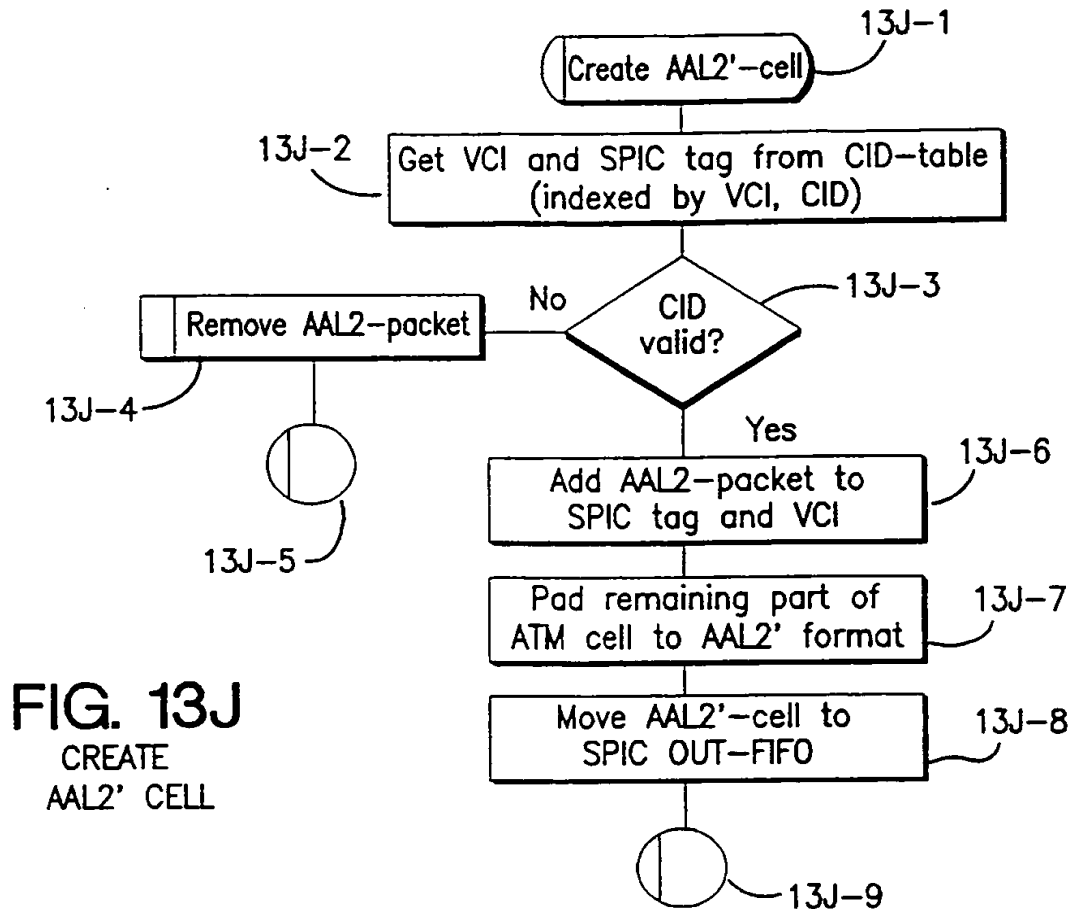 13J-1
Create AAL2'-cell
13J-2
Get VCI and SPIC tag from CID-table
(indexed by VCI, CID)
13J-3
CID
valid?
No
Remove AAL2-packet
13J-4
13J-5
Yes
13J-6
Add AAL2-packet to
SPIC tag and VCI
13J-7
Pad remaining part of
ATM cell to AAL2' format
13J-8
Move AAL2'-cell to
SPIC OUT-FIFO
13J-9
FIG. 13J
CREATE
AAL2' CELL